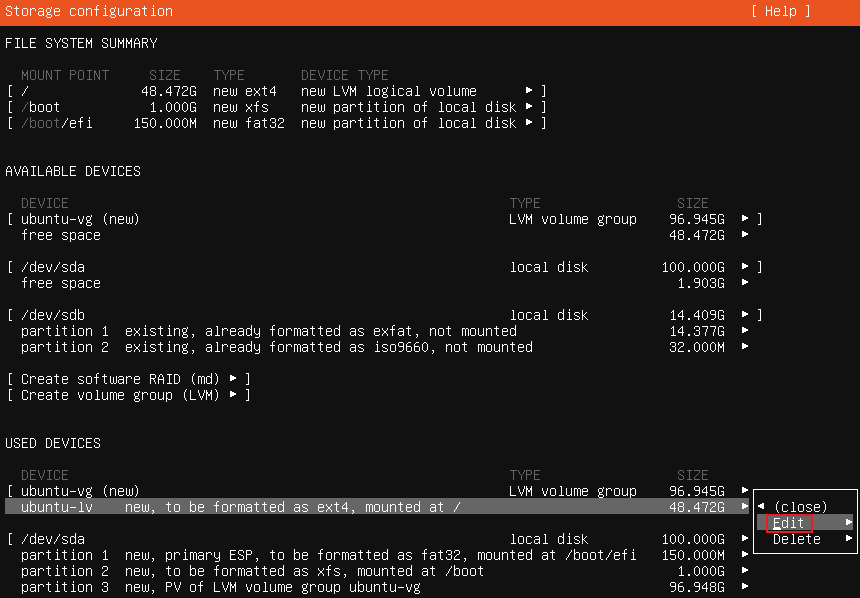 Storage configuration [ Help ]
FILE SYSTEM SUMMARY
MOUNT POINT SIZE TYPE DEVICE TYPE
[ / 48.472G new ext4 new LVM logical volume ▸ ]
[ /boot 1.000G new xfs new partition of local disk ▸ ]
[ /boot/efi 150.000M new fat32 new partition of local disk ▸ ]
AVAILABLE DEVICES
DEVICE TYPE SIZE
[ ubuntu-vg (new) LVM volume group 96.945G ▸ ]
free space 48.472G ▸
[ /dev/sda local disk 100.000G ▸ ]
free space 1.903G ▸
[ /dev/sdb local disk 14.409G ▸ ]
partition 1 existing, already formatted as exfat, not mounted 14.377G ▸
partition 2 existing, already formatted as iso9660, not mounted 32.000M ▸
[ Create software RAID (md) ▸ ]
[ Create volume group (LVM) ▸ ]
USED DEVICES
DEVICE TYPE SIZE
[ ubuntu-vg (new) LVM volume group 96.945G ▸
ubuntu-lv new, to be formatted as ext4, mounted at / 48.472G ▸ ◂ (close)
Edit ▸
[ /dev/sda local disk 100.000G ▸ Delete ▸
partition 1 new, primary ESP, to be formatted as fat32, mounted at /boot/efi 150.000M ▸
partition 2 new, to be formatted as xfs, mounted at /boot 1.000G ▸
partition 3 new, PV of LVM volume group ubuntu-vg 96.948G ▸